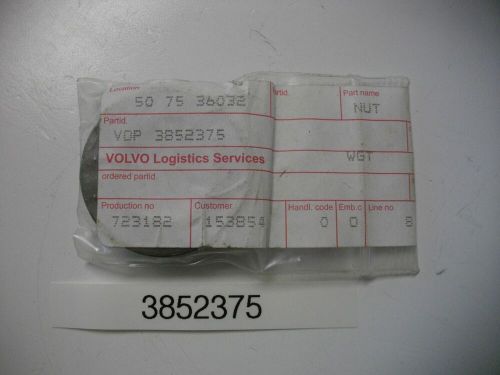 Location
50 75 36032
Partid.
VOP 3852375
VOLVO Logistics Services
ordered partid.
Production no
723182
Customer
153854
Partid.
Part name
NUT
WGT
Handl. code
0
Emb.c
0
Line no
8
3852375